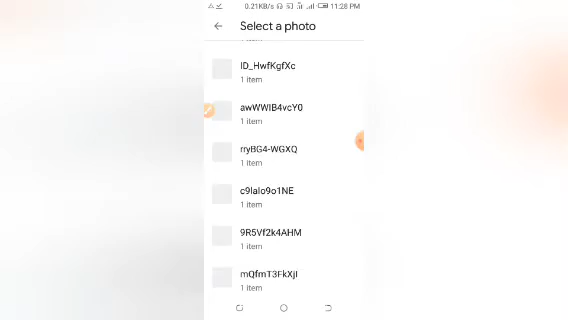 0.21KB/s
11:28 PM
Select a photo
ID_HwfKgfXc
1 item
awWWIB4vcY0
1 item
rryBG4-WGXQ
1 item
c9Ialo9o1NE
1 item
9R5Vf2k4AHM
1 item
mQfmT3FkXjI
1 item